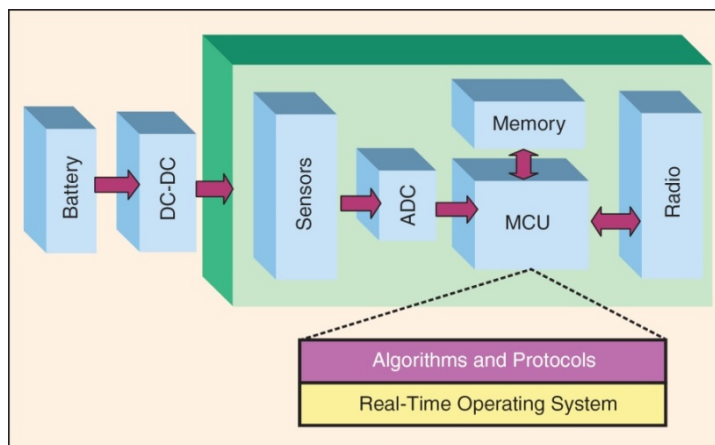 Battery
DC-DC
Sensors
ADC
Memory
MCU
Radio
Algorithms and Protocols
Real-Time Operating System